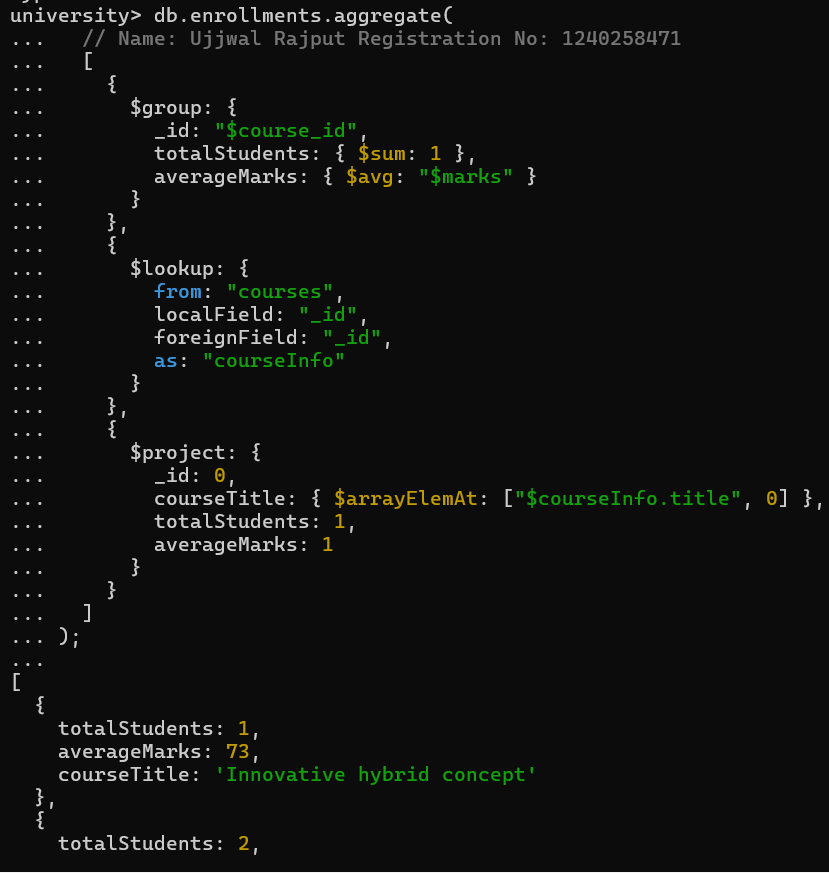 university> db.enrollments.aggregate(
...   // Name: Ujjwal Rajput Registration No: 1240258471
...   [
...     {
...       $group: {
...         _id: "$course_id",
...         totalStudents: { $sum: 1 },
...         averageMarks: { $avg: "$marks" }
...       }
...     },
...     {
...       $lookup: {
...         from: "courses",
...         localField: "_id",
...         foreignField: "_id",
...         as: "courseInfo"
...       }
...     },
...     {
...       $project: {
...         _id: 0,
...         courseTitle: { $arrayElemAt: ["$courseInfo.title", 0] },
...         totalStudents: 1,
...         averageMarks: 1
...       }
...     }
...   ]
... );
...
[
  {
    totalStudents: 1,
    averageMarks: 73,
    courseTitle: 'Innovative hybrid concept'
  },
  {
    totalStudents: 2,